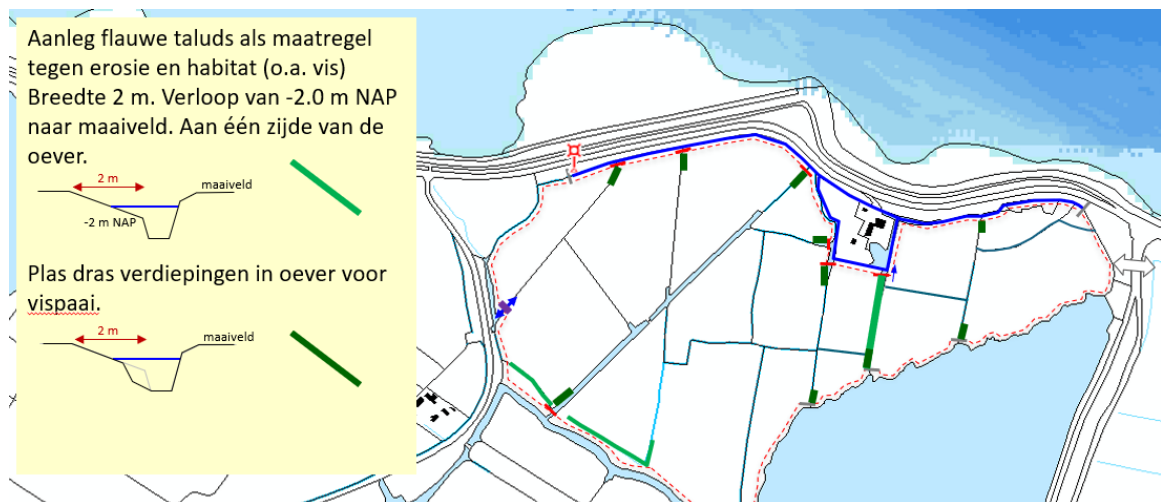 Aanleg flauwe taluds als maatregel
tegen erosie en habitat (o.a. vis)
Breedte 2 m. Verloop van -2.0 m NAP
naar maaiveld. Aan één zijde van de
oever.
2 m
maaiveld
-2 m NAP
Plas dras verdiepingen in oever voor
vispaai.
2 m
maaiveld